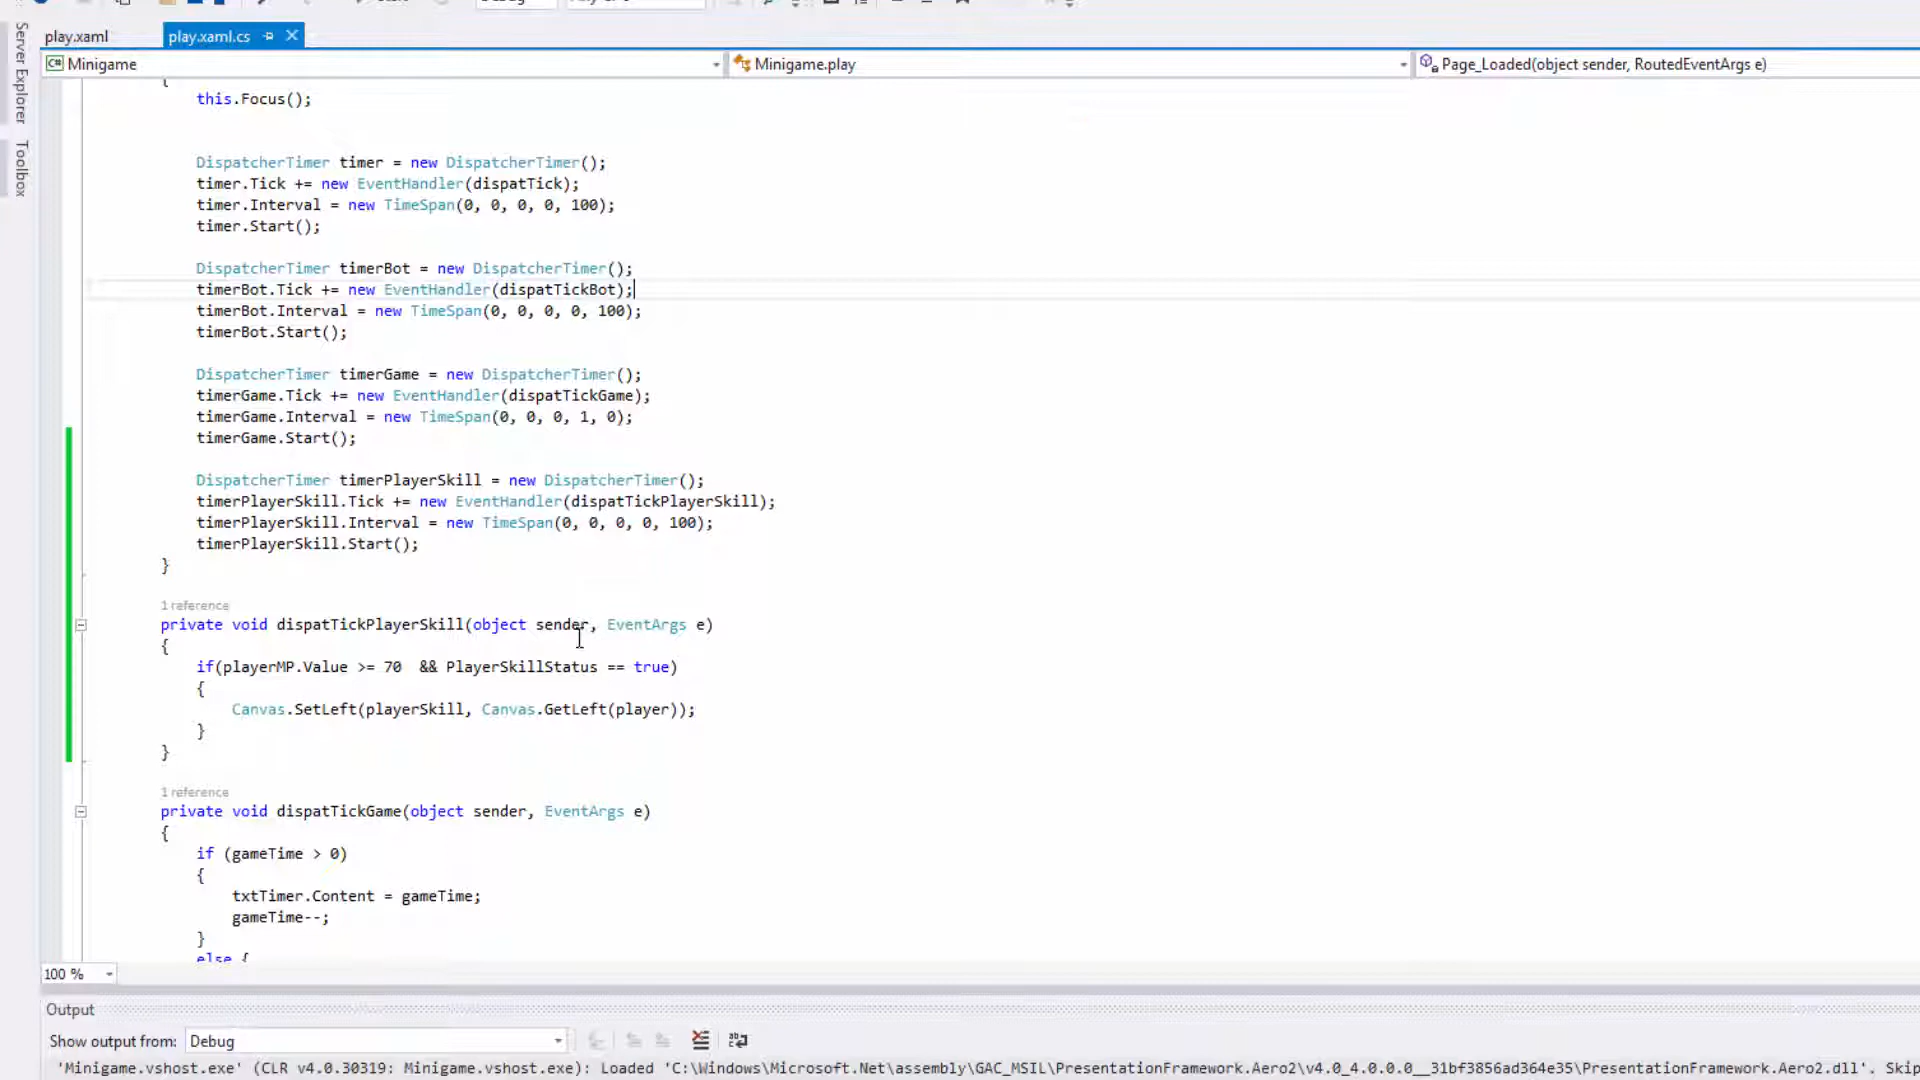 play.xaml
play.xaml.cs
Server Explorer
Toolbox
C# Minigame
Minigame.play
Page_Loaded(object sender, RoutedEventArgs e)
{
this.Focus();
DispatcherTimer timer = new DispatcherTimer();
timer.Tick += new EventHandler(dispatTick);
timer.Interval = new TimeSpan(0, 0, 0, 0, 100);
timer.Start();
DispatcherTimer timerBot = new DispatcherTimer();
timerBot.Tick += new EventHandler(dispatTickBot);
timerBot.Interval = new TimeSpan(0, 0, 0, 0, 100);
timerBot.Start();
DispatcherTimer timerGame = new DispatcherTimer();
timerGame.Tick += new EventHandler(dispatTickGame);
timerGame.Interval = new TimeSpan(0, 0, 0, 1, 0);
timerGame.Start();
DispatcherTimer timerPlayerSkill = new DispatcherTimer();
timerPlayerSkill.Tick += new EventHandler(dispatTickPlayerSkill);
timerPlayerSkill.Interval = new TimeSpan(0, 0, 0, 0, 100);
timerPlayerSkill.Start();
}
1 reference
private void dispatTickPlayerSkill(object sender, EventArgs e)
{
if(playerMP.Value >= 70  && PlayerSkillStatus == true)
{
Canvas.SetLeft(playerSkill, Canvas.GetLeft(player));
}
}
1 reference
private void dispatTickGame(object sender, EventArgs e)
{
if (gameTime > 0)
{
txtTimer.Content = gameTime;
gameTime--;
}
else {
100 %
Output
Show output from: Debug
'Minigame.vshost.exe' (CLR v4.0.30319: Minigame.vshost.exe): Loaded 'C:\Windows\Microsoft.Net\assembly\GAC_MSIL\PresentationFramework.Aero2\v4.0_4.0.0.0__31bf3856ad364e35\PresentationFramework.Aero2.dll'. Skip